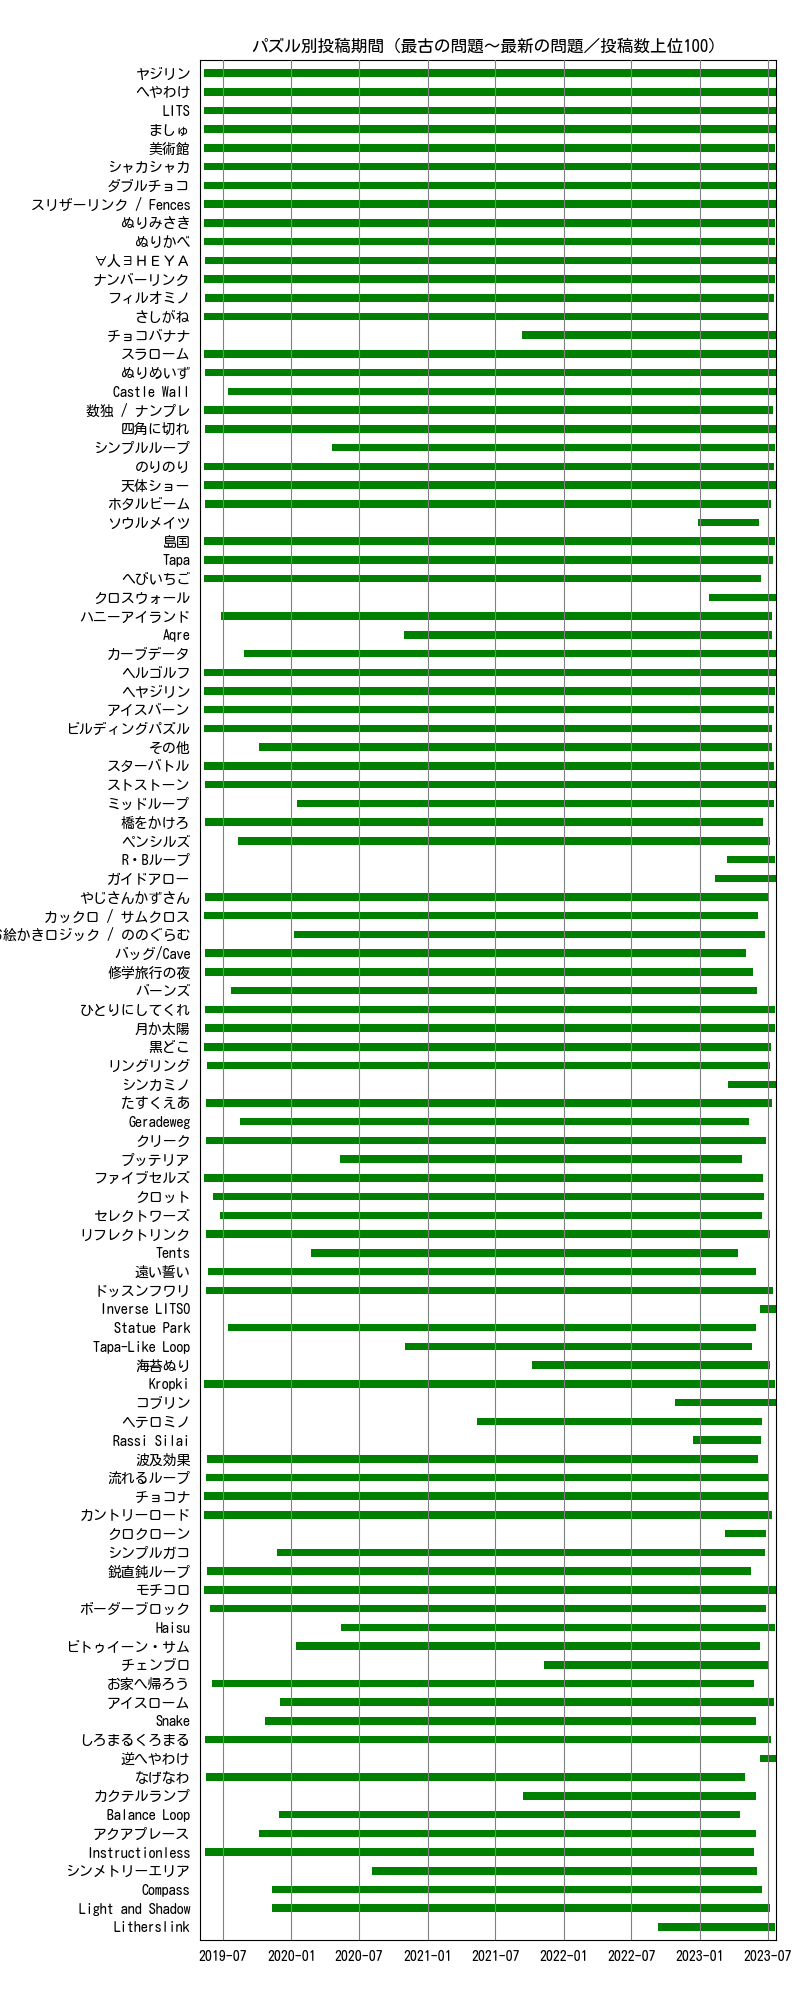 パズル別投稿期間（最古の問題〜最新の問題／投稿数上位100）
ヤジリン
へやわけ
LITS
ましゅ
美術館
シャカシャカ
ダブルチョコ
スリザーリンク / Fences
ぬりみさき
ぬりかべ
∀人ヨＨＥＹＡ
ナンバーリンク
フィルオミノ
さしがね
チョコバナナ
スラローム
ぬりめいず
Castle Wall
数独 / ナンプレ
四角に切れ
シンプルループ
のりのり
天体ショー
ホタルビーム
ソウルメイツ
島国
Tapa
へびいちご
クロスウォール
ハニーアイランド
Aqre
カーブデータ
ヘルゴルフ
ヘヤジリン
アイスバーン
ビルディングパズル
その他
スターバトル
ストストーン
ミッドループ
橋をかけろ
ペンシルズ
R・Bループ
ガイドアロー
やじさんかずさん
カックロ / サムクロス
絵かきロジック / ののぐらむ
バッグ/Cave
修学旅行の夜
バーンズ
ひとりにしてくれ
月か太陽
黒どこ
リングリング
シンカミノ
たすくえあ
Geradeweg
クリーク
プッテリア
ファイブセルズ
クロット
セレクトワーズ
リフレクトリンク
Tents
遠い誓い
ドッスンフワリ
Inverse LITSO
Statue Park
Tapa-Like Loop
海苔ぬり
Kropki
コブリン
ヘテロミノ
Rassi Silai
波及効果
流れるループ
チョコナ
カントリーロード
クロクローン
シンプルガコ
鋭直鈍ループ
モチコロ
ボーダーブロック
Haisu
ビトゥイーン・サム
チェンブロ
お家へ帰ろう
アイスローム
Snake
しろまるくろまる
逆へやわけ
なげなわ
カクテルランプ
Balance Loop
アクアプレース
Instructionless
シンメトリーエリア
Compass
Light and Shadow
Litherslink
2019-07 2020-01 2020-07 2021-01 2021-07 2022-01 2022-07 2023-01 2023-07